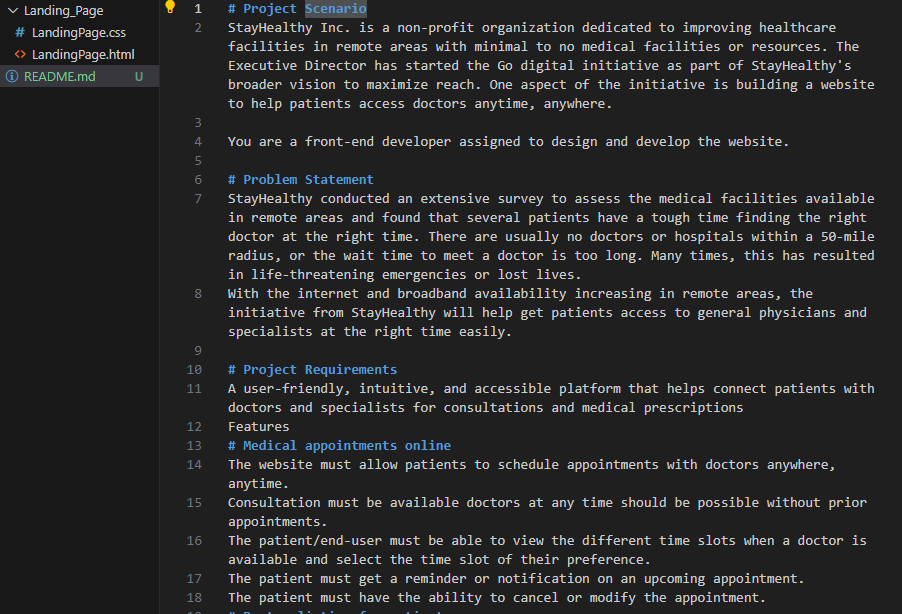 Landing_Page
# LandingPage.css
<> LandingPage.html
README.md U
1 # Project Scenario
2 StayHealthy Inc. is a non-profit organization dedicated to improving healthcare
facilities in remote areas with minimal to no medical facilities or resources. The
Executive Director has started the Go digital initiative as part of StayHealthy's
broader vision to maximize reach. One aspect of the initiative is building a website
to help patients access doctors anytime, anywhere.
3
4 You are a front-end developer assigned to design and develop the website.
5
6 # Problem Statement
7 StayHealthy conducted an extensive survey to assess the medical facilities available
in remote areas and found that several patients have a tough time finding the right
doctor at the right time. There are usually no doctors or hospitals within a 50-mile
radius, or the wait time to meet a doctor is too long. Many times, this has resulted
in life-threatening emergencies or lost lives.
8 With the internet and broadband availability increasing in remote areas, the
initiative from StayHealthy will help get patients access to general physicians and
specialists at the right time easily.
9
10 # Project Requirements
11 A user-friendly, intuitive, and accessible platform that helps connect patients with
doctors and specialists for consultations and medical prescriptions
12 Features
13 # Medical appointments online
14 The website must allow patients to schedule appointments with doctors anywhere,
anytime.
15 Consultation must be available doctors at any time should be possible without prior
appointments.
16 The patient/end-user must be able to view the different time slots when a doctor is
available and select the time slot of their preference.
17 The patient must get a reminder or notification on an upcoming appointment.
18 The patient must have the ability to cancel or modify the appointment.